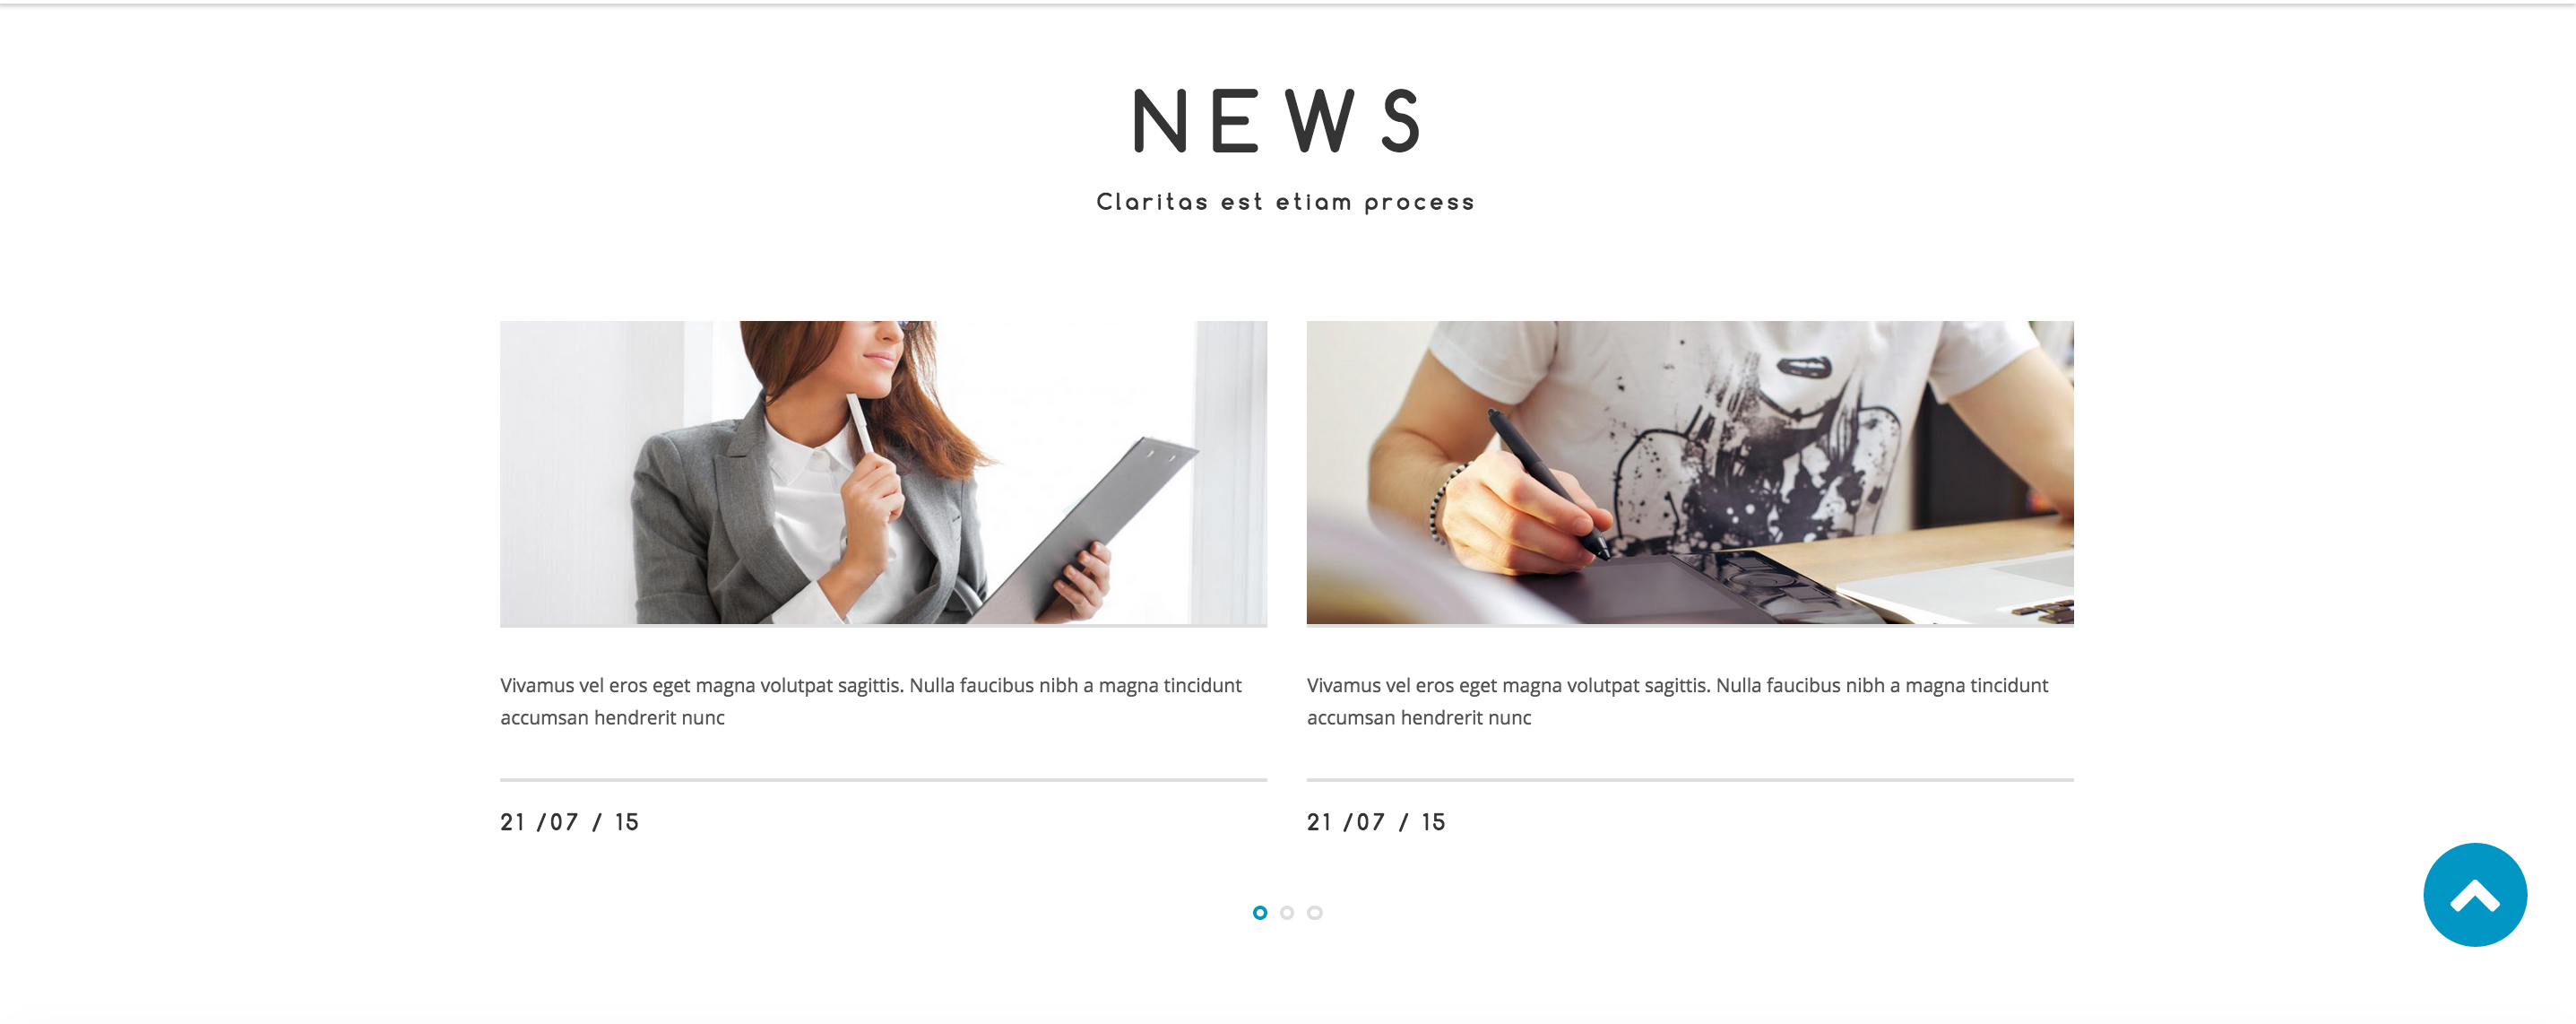 NEWS
Claritas est etiam process
Vivamus vel eros eget magna volutpat sagittis. Nulla faucibus nibh a magna tincidunt
accumsan hendrerit nunc
21 /07 / 15
Vivamus vel eros eget magna volutpat sagittis. Nulla faucibus nibh a magna tincidunt
accumsan hendrerit nunc
21 /07 / 15